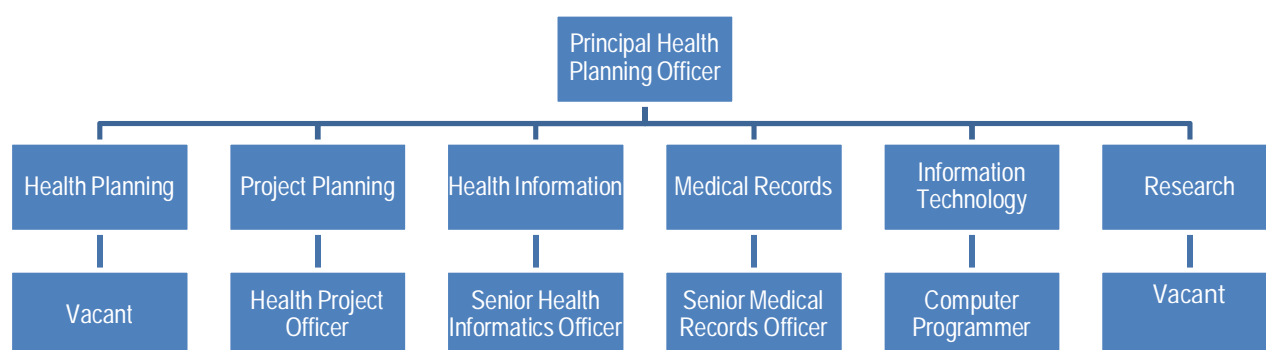 Principal Health
Planning Officer
Health Planning
Project Planning
Health Information
Medical Records
Information
Technology
Research
Vacant
Health Project
Officer
Senior Health
Informatics Officer
Senior Medical
Records Officer
Computer
Programmer
Vacant